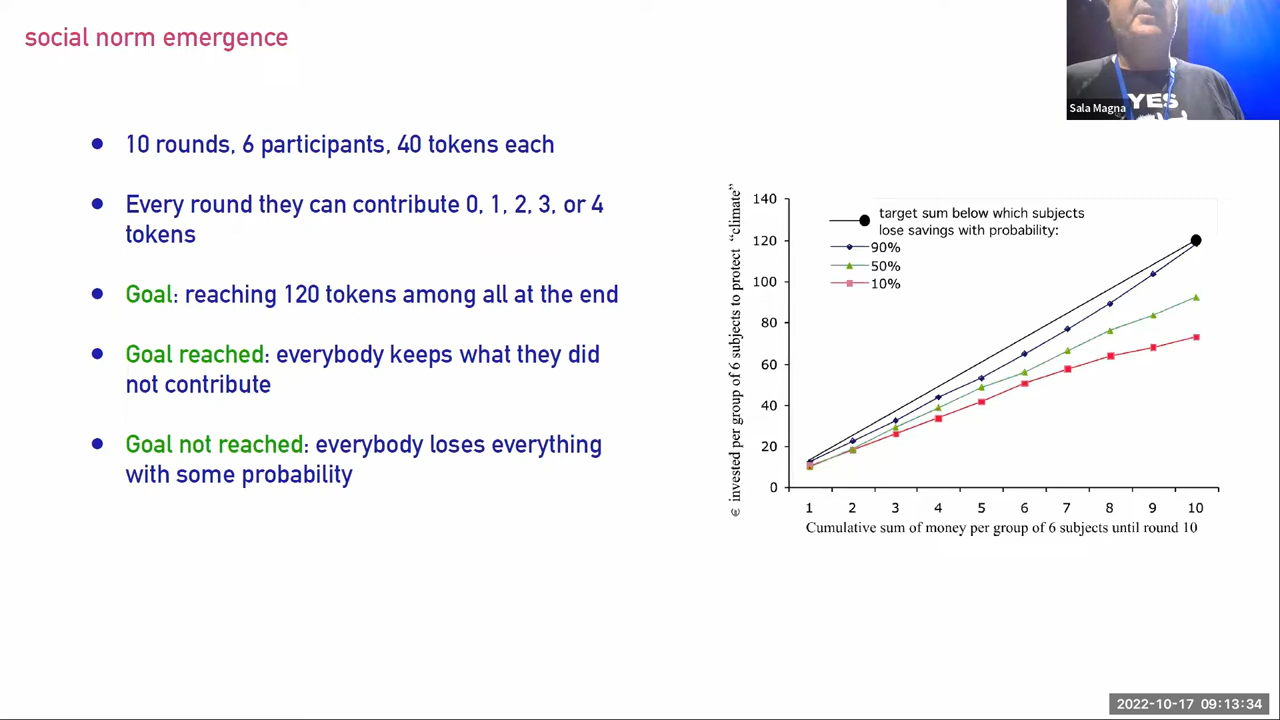 social norm emergence
Sala Magna
YES
● 10 rounds, 6 participants, 40 tokens each
● Every round they can contribute 0, 1, 2, 3, or 4
tokens
● Goal: reaching 120 tokens among all at the end
● Goal reached: everybody keeps what they did
not contribute
● Goal not reached: everybody loses everything
with some probability
€ invested per group of 6 subjects to protect "climate"
140
120
100
80
60
40
20
0
target sum below which subjects
lose savings with probability:
90%
50%
10%
1 2 3 4 5 6 7 8 9 10
Cumulative sum of money per group of 6 subjects until round 10
2022-10-17 09:13:34